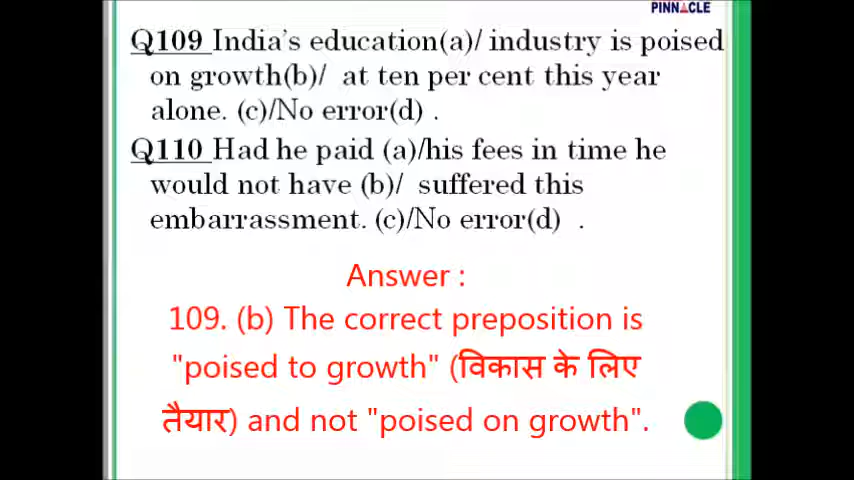 PINNACLE
Q109 India's education(a)/ industry is poised
on growth(b)/ at ten per cent this year
alone. (c)/No error(d) .
Q110 Had he paid (a)/his fees in time he
would not have (b)/ suffered this
embarrassment. (c)/No error(d) .
Answer :
109. (b) The correct preposition is
"poised to growth" (विकास के लिए
तैयार) and not "poised on growth".